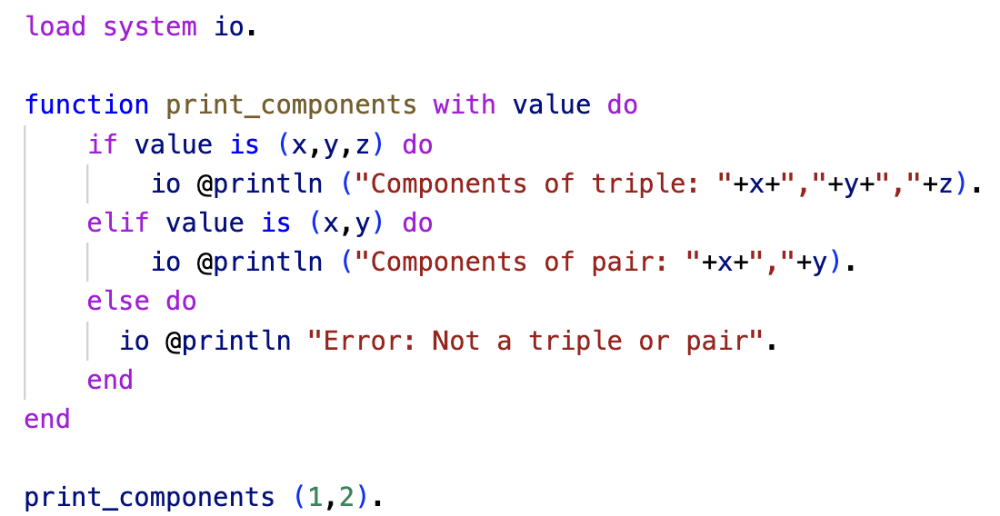 load system io.

function print_components with value do
    if value is (x,y,z) do
        io @println ("Components of triple: "+x+","+y+","+z).
    elif value is (x,y) do
        io @println ("Components of pair: "+x+","+y).
    else do
      io @println "Error: Not a triple or pair".
    end
end

print_components (1,2).